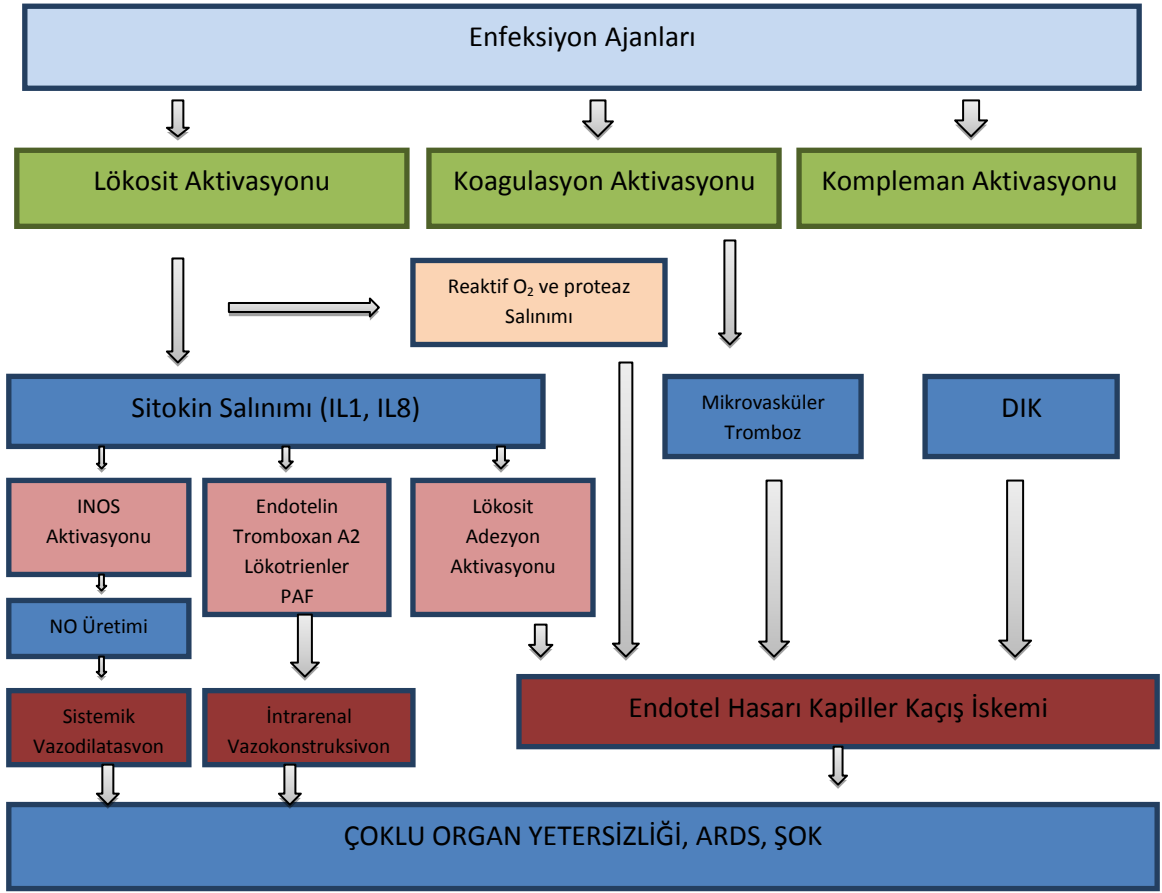 Enfeksiyon Ajanları
Lökosit Aktivasyonu
Koagulasyon Aktivasyonu
Kompleman Aktivasyonu
Reaktif O₂ ve proteaz
Salınımı
Sitokin Salınımı (IL1, IL8)
Mikrovasküler
Tromboz
DIK
INOS
Aktivasyonu
Endotelin
Tromboxan A2
Lökotrienler
PAF
Lökosit
Adezyon
Aktivasyonu
NO Üretimi
Sistemik
Vazodilatasvon
İntrarenal
Vazokonstruksivon
Endotel Hasarı Kapiller Kaçış İskemi
ÇOKLU ORGAN YETERSİZLİĞİ, ARDS, ŞOK